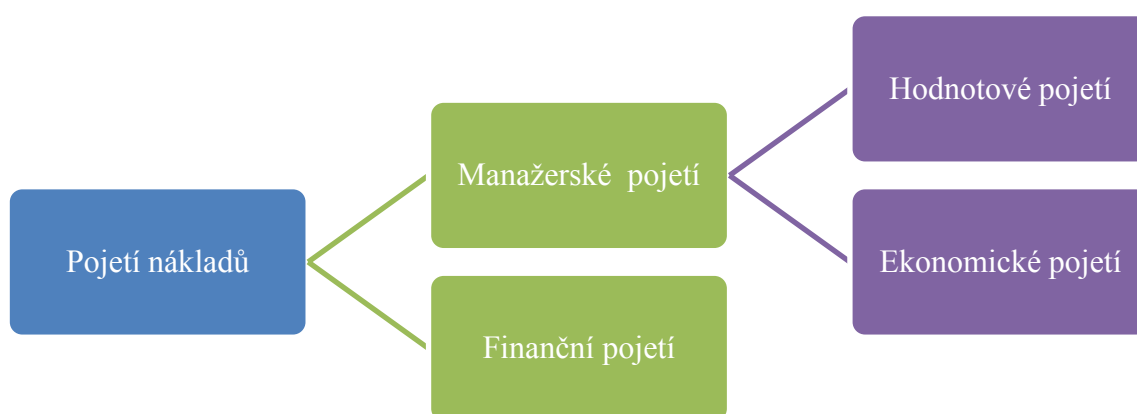 Pojetí nákladů
Manažerské  pojetí
Finanční pojetí
Hodnotové pojetí
Ekonomické pojetí